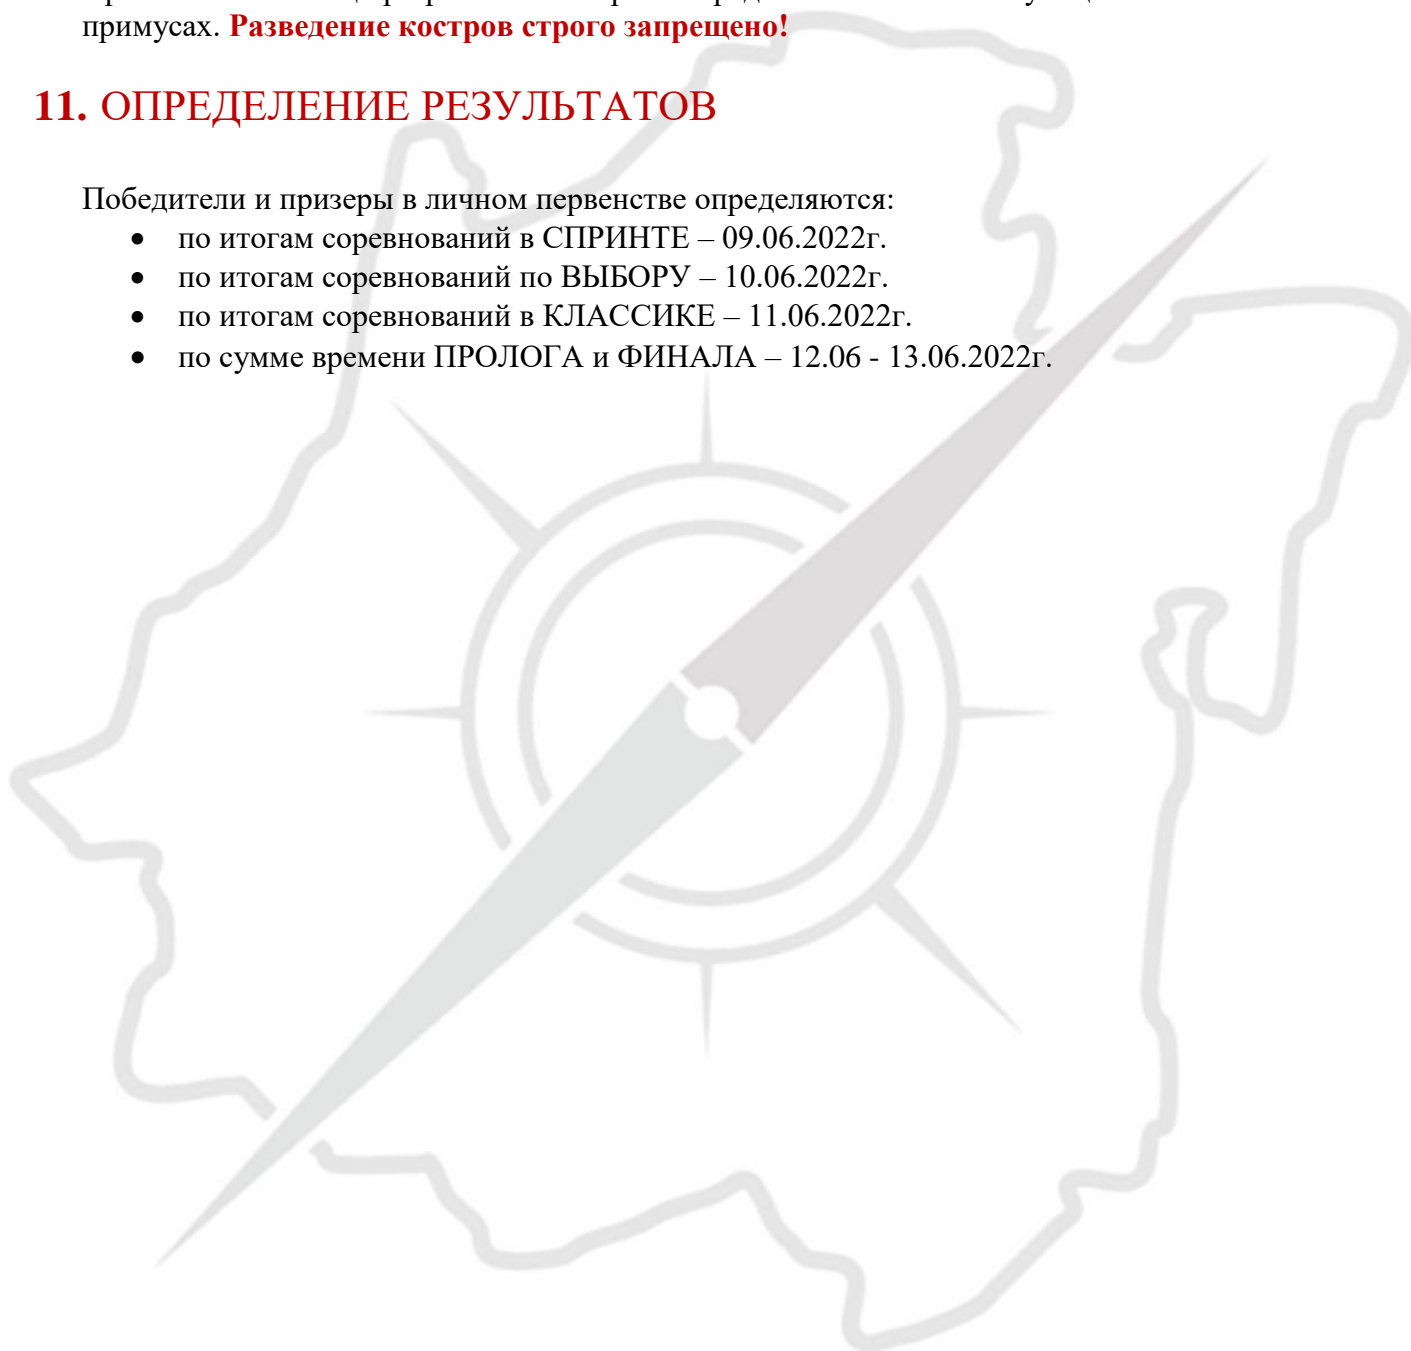 примусах. Разведение костров строго запрещено!
11. ОПРЕДЕЛЕНИЕ РЕЗУЛЬТАТОВ
Победители и призеры в личном первенстве определяются:
• по итогам соревнований в СПРИНТЕ – 09.06.2022г.
• по итогам соревнований по ВЫБОРУ – 10.06.2022г.
• по итогам соревнований в КЛАССИКЕ – 11.06.2022г.
• по сумме времени ПРОЛОГА и ФИНАЛА – 12.06 - 13.06.2022г.